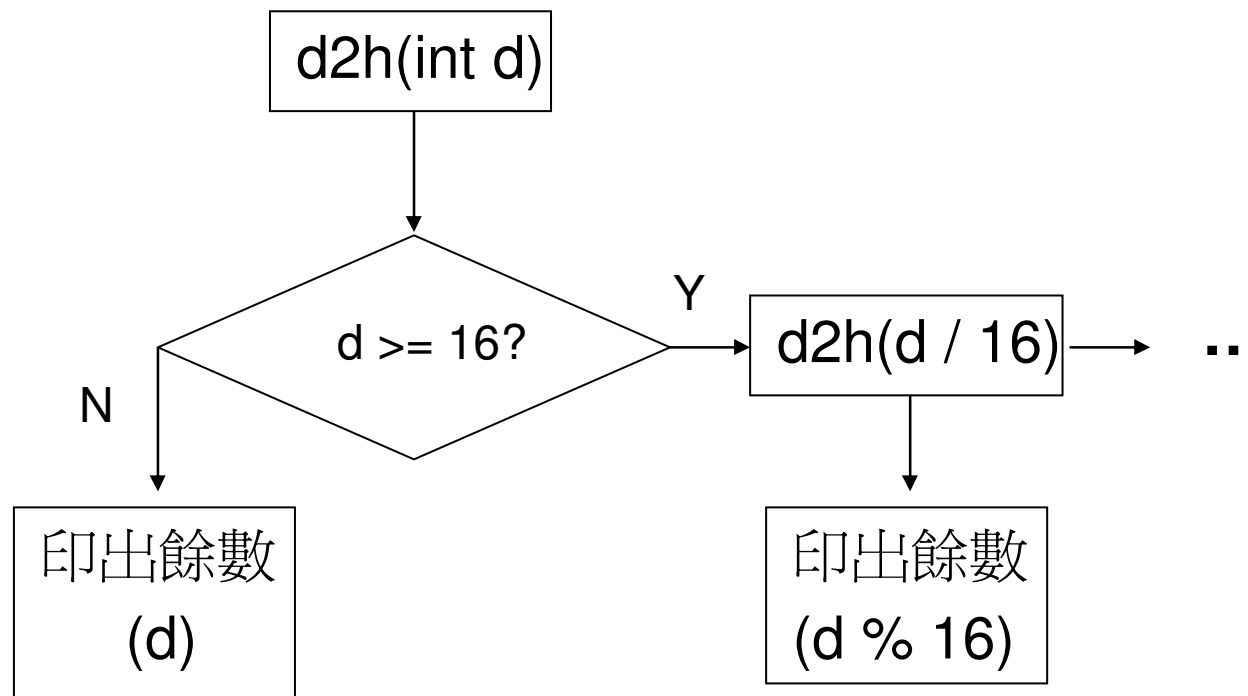 d2h(int d)
d >= 16?
Y
d2h(d / 16)
..
N
印出餘數
(d)
印出餘數
(d % 16)